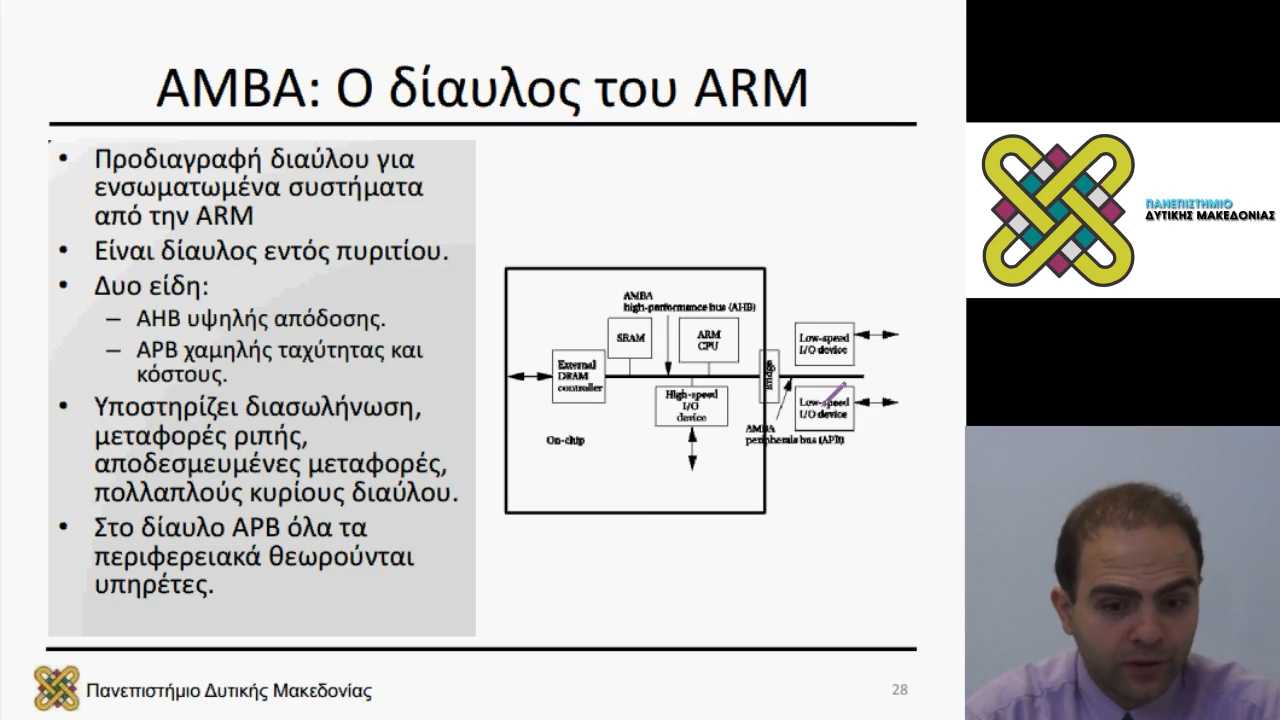 AMBA: Ο δίαυλος του ARM
• Προδιαγραφή διαύλου για
ενσωματωμένα συστήματα
από την ARM
• Είναι δίαυλος εντός πυριτίου.
• Δυο είδη:
– AHB υψηλής απόδοσης.
– APB χαμηλής ταχύτητας και
κόστους.
• Υποστηρίζει διασωλήνωση,
μεταφορές ριπής,
αποδεσμευμένες μεταφορές,
πολλαπλούς κυρίους διαύλου.
• Στο δίαυλο APB όλα τα
περιφερειακά θεωρούνται
υπηρέτες.
AMBA
high-performance bus (AHB)
SRAM
ARM
CPU
External
DRAM
controller
High-speed
I/O
device
On-chip
Bridge
Low-speed
I/O device
Low-speed
I/O device
AMBA
peripherals bus (APB)
Πανεπιστήμιο Δυτικής Μακεδονίας
28
ΠΑΝΕΠΙΣΤΗΜΙΟ
ΔΥΤΙΚΗΣ ΜΑΚΕΔΟΝΙΑΣ